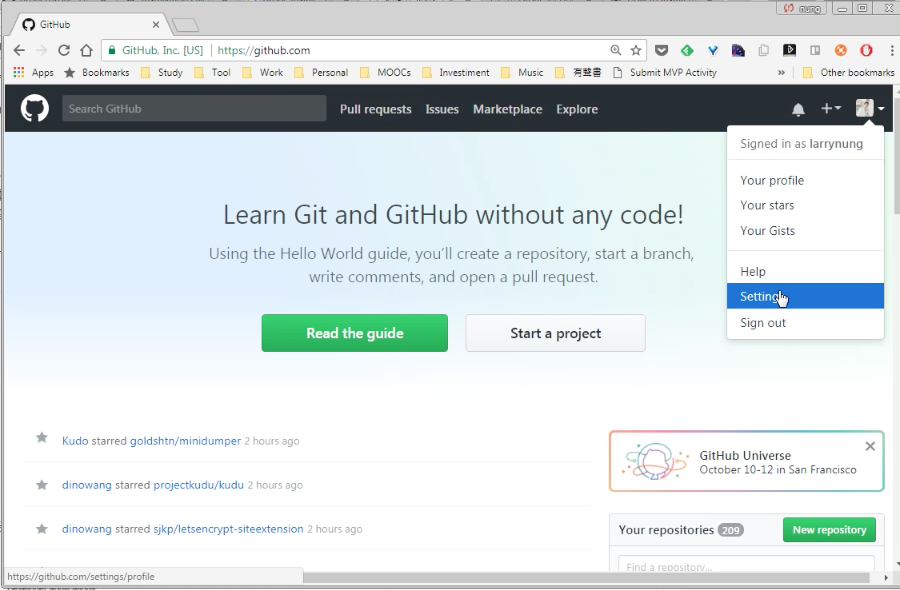 nung
GitHub
GitHub, Inc. [US] | https://github.com
Apps Bookmarks Study Tool Work Personal MOOCs Investiment Music 有聲書 Submit MVP Activity » Other bookmarks
Search GitHub Pull requests Issues Marketplace Explore
Signed in as larrynung
Your profile
Your stars
Your Gists
Help
Settings
Sign out
Learn Git and GitHub without any code!
Using the Hello World guide, you’ll create a repository, start a branch,
write comments, and open a pull request.
Read the guide Start a project
Kudo starred goldshtn/minidumper 2 hours ago
dinowang starred projectkudu/kudu 2 hours ago
dinowang starred sjkp/letsencrypt-siteextension 2 hours ago
GitHub Universe
October 10-12 in San Francisco
Your repositories 209 New repository
Find a repository...
https://github.com/settings/profile